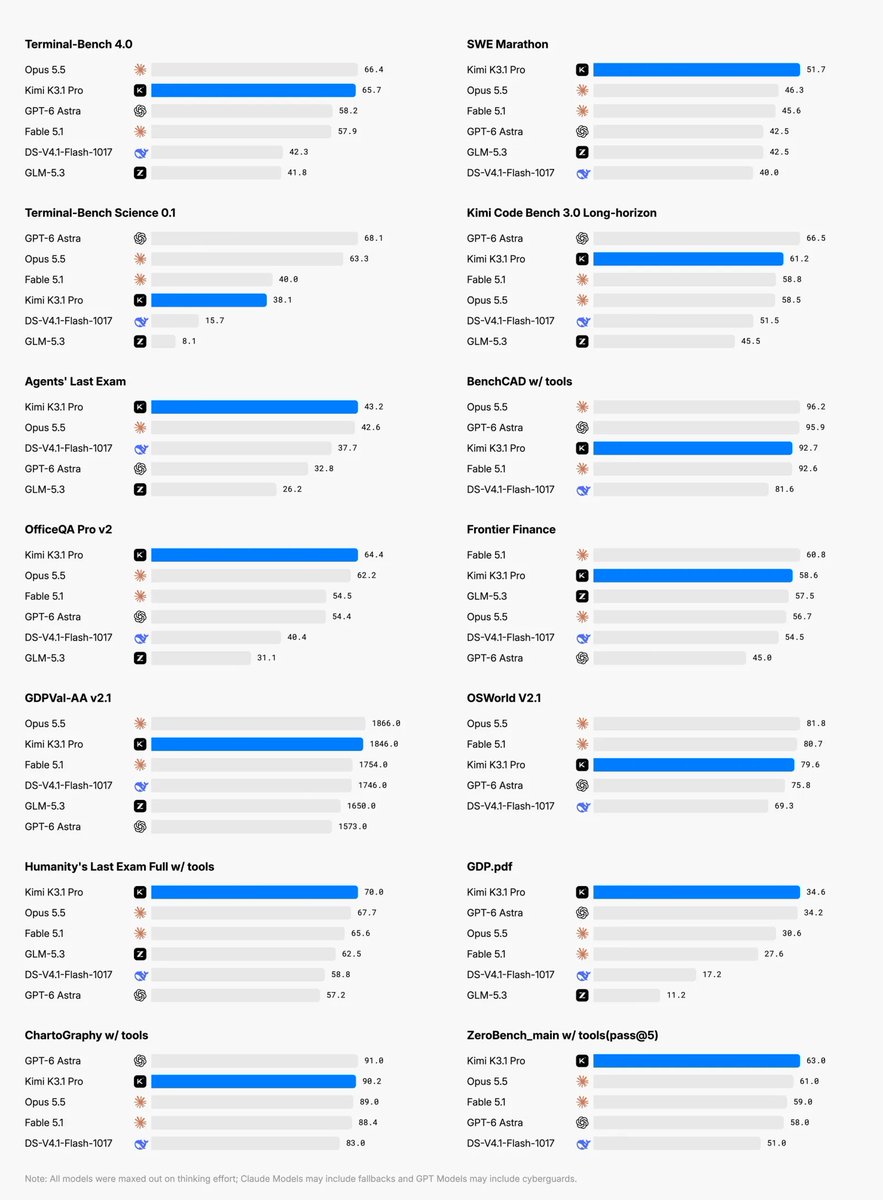 Terminal-Bench 4.0
Opus 5.5 66.4
Kimi K3.1 Pro 65.7
GPT-6 Astra 58.2
Fable 5.1 57.9
DS-V4.1-Flash-1017 42.3
GLM-5.3 41.8
SWE Marathon
Kimi K3.1 Pro 51.7
Opus 5.5 46.3
Fable 5.1 45.6
GPT-6 Astra 42.5
GLM-5.3 42.5
DS-V4.1-Flash-1017 40.0
Terminal-Bench Science 0.1
GPT-6 Astra 68.1
Opus 5.5 63.3
Fable 5.1 40.0
Kimi K3.1 Pro 38.1
DS-V4.1-Flash-1017 15.7
GLM-5.3 8.1
Kimi Code Bench 3.0 Long-horizon
GPT-6 Astra 66.5
Kimi K3.1 Pro 61.2
Fable 5.1 58.8
Opus 5.5 58.5
DS-V4.1-Flash-1017 51.5
GLM-5.3 45.5
Agents' Last Exam
Kimi K3.1 Pro 43.2
Opus 5.5 42.6
DS-V4.1-Flash-1017 37.7
GPT-6 Astra 32.8
GLM-5.3 26.2
BenchCAD w/ tools
Opus 5.5 96.2
GPT-6 Astra 95.9
Kimi K3.1 Pro 92.7
Fable 5.1 92.6
DS-V4.1-Flash-1017 81.6
OfficeQA Pro v2
Kimi K3.1 Pro 64.4
Opus 5.5 62.2
Fable 5.1 54.5
GPT-6 Astra 54.4
DS-V4.1-Flash-1017 40.4
GLM-5.3 31.1
Frontier Finance
Fable 5.1 60.8
Kimi K3.1 Pro 58.6
GLM-5.3 57.5
Opus 5.5 56.7
DS-V4.1-Flash-1017 54.5
GPT-6 Astra 45.0
GDPVal-AA v2.1
Opus 5.5 1866.0
Kimi K3.1 Pro 1846.0
Fable 5.1 1754.0
DS-V4.1-Flash-1017 1746.0
GLM-5.3 1650.0
GPT-6 Astra 1573.0
OSWorld V2.1
Opus 5.5 81.8
Fable 5.1 80.7
Kimi K3.1 Pro 79.6
GPT-6 Astra 75.8
DS-V4.1-Flash-1017 69.3
Humanity's Last Exam Full w/ tools
Kimi K3.1 Pro 70.0
Opus 5.5 67.7
Fable 5.1 65.6
GLM-5.3 62.5
DS-V4.1-Flash-1017 58.8
GPT-6 Astra 57.2
GDP.pdf
Kimi K3.1 Pro 34.6
GPT-6 Astra 34.2
Opus 5.5 30.6
Fable 5.1 27.6
DS-V4.1-Flash-1017 17.2
GLM-5.3 11.2
ChartoGraphy w/ tools
GPT-6 Astra 91.0
Kimi K3.1 Pro 90.2
Opus 5.5 89.0
Fable 5.1 88.4
DS-V4.1-Flash-1017 83.0
ZeroBench_main w/ tools(pass@5)
Kimi K3.1 Pro 63.0
Opus 5.5 61.0
Fable 5.1 59.0
GPT-6 Astra 58.0
DS-V4.1-Flash-1017 51.0
Note: All models were maxed out on thinking effort; Claude Models may include fallbacks and GPT Models may include cyberguards.